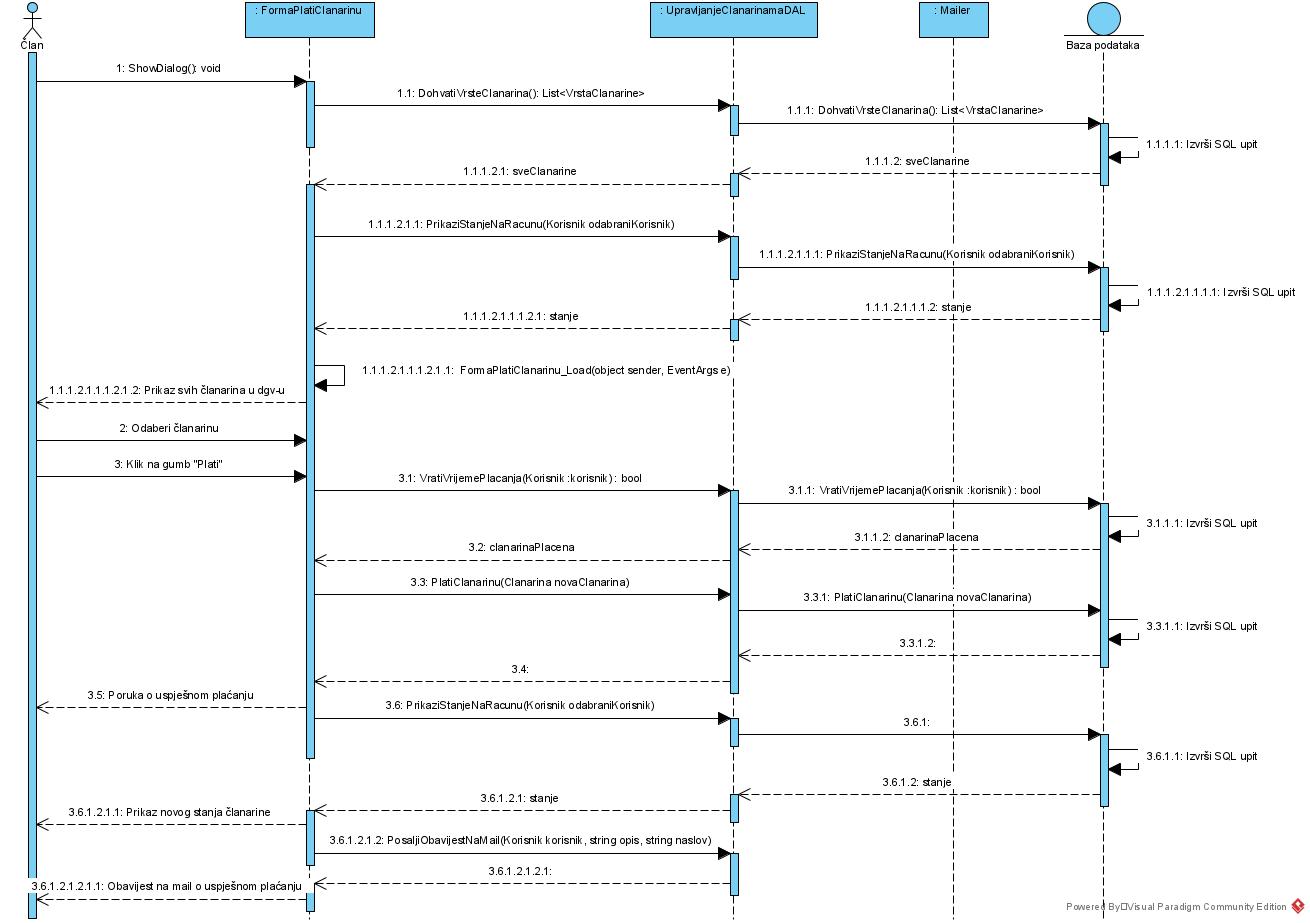 : FormaPlatiClanarinu
: UpravljanjeClanarinamaDAL
: Mailer
Član
Baza podataka
1: ShowDialog(): void
1.1: DohvatiVrsteClanarina(): List<VrstaClanarine>
1.1.1: DohvatiVrsteClanarina(): List<VrstaClanarine>
1.1.1.1: Izvrši SQL upit
1.1.1.2: sveClanarine
1.1.1.2.1: sveClanarine
1.1.1.2.1.1: PrikaziStanjeNaRacunu(Korisnik odabraniKorisnik)
1.1.1.2.1.1.1: PrikaziStanjeNaRacunu(Korisnik odabraniKorisnik)
1.1.1.2.1.1.1.1: Izvrši SQL upit
1.1.1.2.1.1.1.2: stanje
1.1.1.2.1.1.1.2.1: stanje
1.1.1.2.1.1.1.2.1.1: FormaPlatiClanarinu_Load(object sender, EventArgs e)
1.1.1.2.1.1.1.2.1.2: Prikaz svih članarina u dgv-u
2: Odaberi članarinu
3: Klik na gumb "Plati"
3.1: VratiVrijemePlacanja(Korisnik :korisnik) : bool
3.1.1: VratiVrijemePlacanja(Korisnik :korisnik) : bool
3.1.1.1: Izvrši SQL upit
3.1.1.2: clanarinaPlacena
3.2: clanarinaPlacena
3.3: PlatiClanarinu(Clanarina novaClanarina)
3.3.1: PlatiClanarinu(Clanarina novaClanarina)
3.3.1.1: Izvrši SQL upit
3.3.1.2:
3.4:
3.5: Poruka o uspješnom plaćanju
3.6: PrikaziStanjeNaRacunu(Korisnik odabraniKorisnik)
3.6.1:
3.6.1.1: Izvrši SQL upit
3.6.1.2: stanje
3.6.1.2.1: stanje
3.6.1.2.1.1: Prikaz novog stanja članarine
3.6.1.2.1.2: PosaljiObavijestNaMail(Korisnik korisnik, string opis, string naslov)
3.6.1.2.1.2.1:
3.6.1.2.1.2.1.1: Obavijest na mail o uspješnom plaćanju
Powered By Visual Paradigm Community Edition